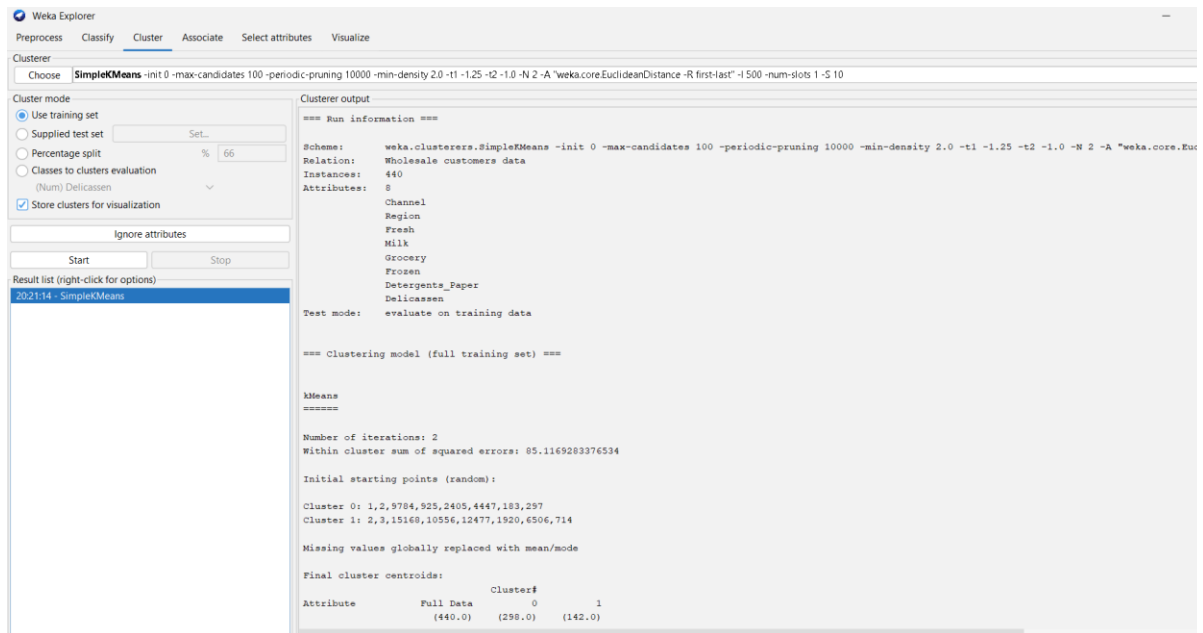 Weka Explorer
Preprocess Classify Cluster Associate Select attributes Visualize
Clusterer
Choose SimpleKMeans -init 0 -max-candidates 100 -periodic-pruning 10000 -min-density 2.0 -t1 -1.25 -t2 -1.0 -N 2 -A "weka.core.EuclideanDistance -R first-last" -I 500 -num-slots 1 -S 10
Cluster mode
Use training set
Supplied test set Set...
Percentage split % 66
Classes to clusters evaluation
(Num) Delicassen
Store clusters for visualization
Ignore attributes
Start Stop
Result list (right-click for options)
20:21:14 - SimpleKMeans
Clusterer output
=== Run information ===
Scheme: weka.clusterers.SimpleKMeans -init 0 -max-candidates 100 -periodic-pruning 10000 -min-density 2.0 -t1 -1.25 -t2 -1.0 -N 2 -A "weka.core.Euc
Relation: Wholesale customers data
Instances: 440
Attributes: 8
Channel
Region
Fresh
Milk
Grocery
Frozen
Detergents_Paper
Delicassen
Test mode: evaluate on training data
=== Clustering model (full training set) ===
kMeans
======
Number of iterations: 2
Within cluster sum of squared errors: 85.1169283376534
Initial starting points (random):
Cluster 0: 1,2,9784,925,2405,4447,183,297
Cluster 1: 2,3,15168,10556,12477,1920,6506,714
Missing values globally replaced with mean/mode
Final cluster centroids:
Cluster#
Attribute Full Data 0 1
(440.0) (298.0) (142.0)